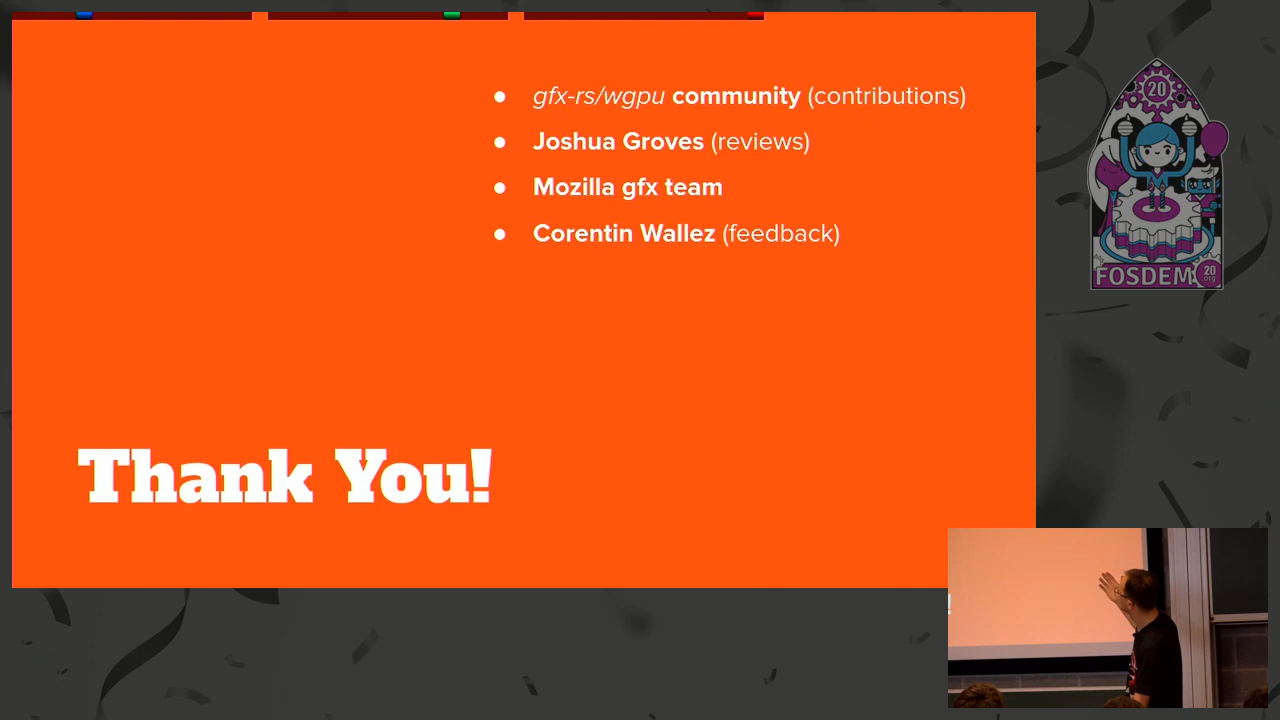 gfx-rs/wgpu community (contributions)
Joshua Groves (reviews)
Mozilla gfx team
Corentin Wallez (feedback)
Thank You!
20
FOSDEM
20
.org